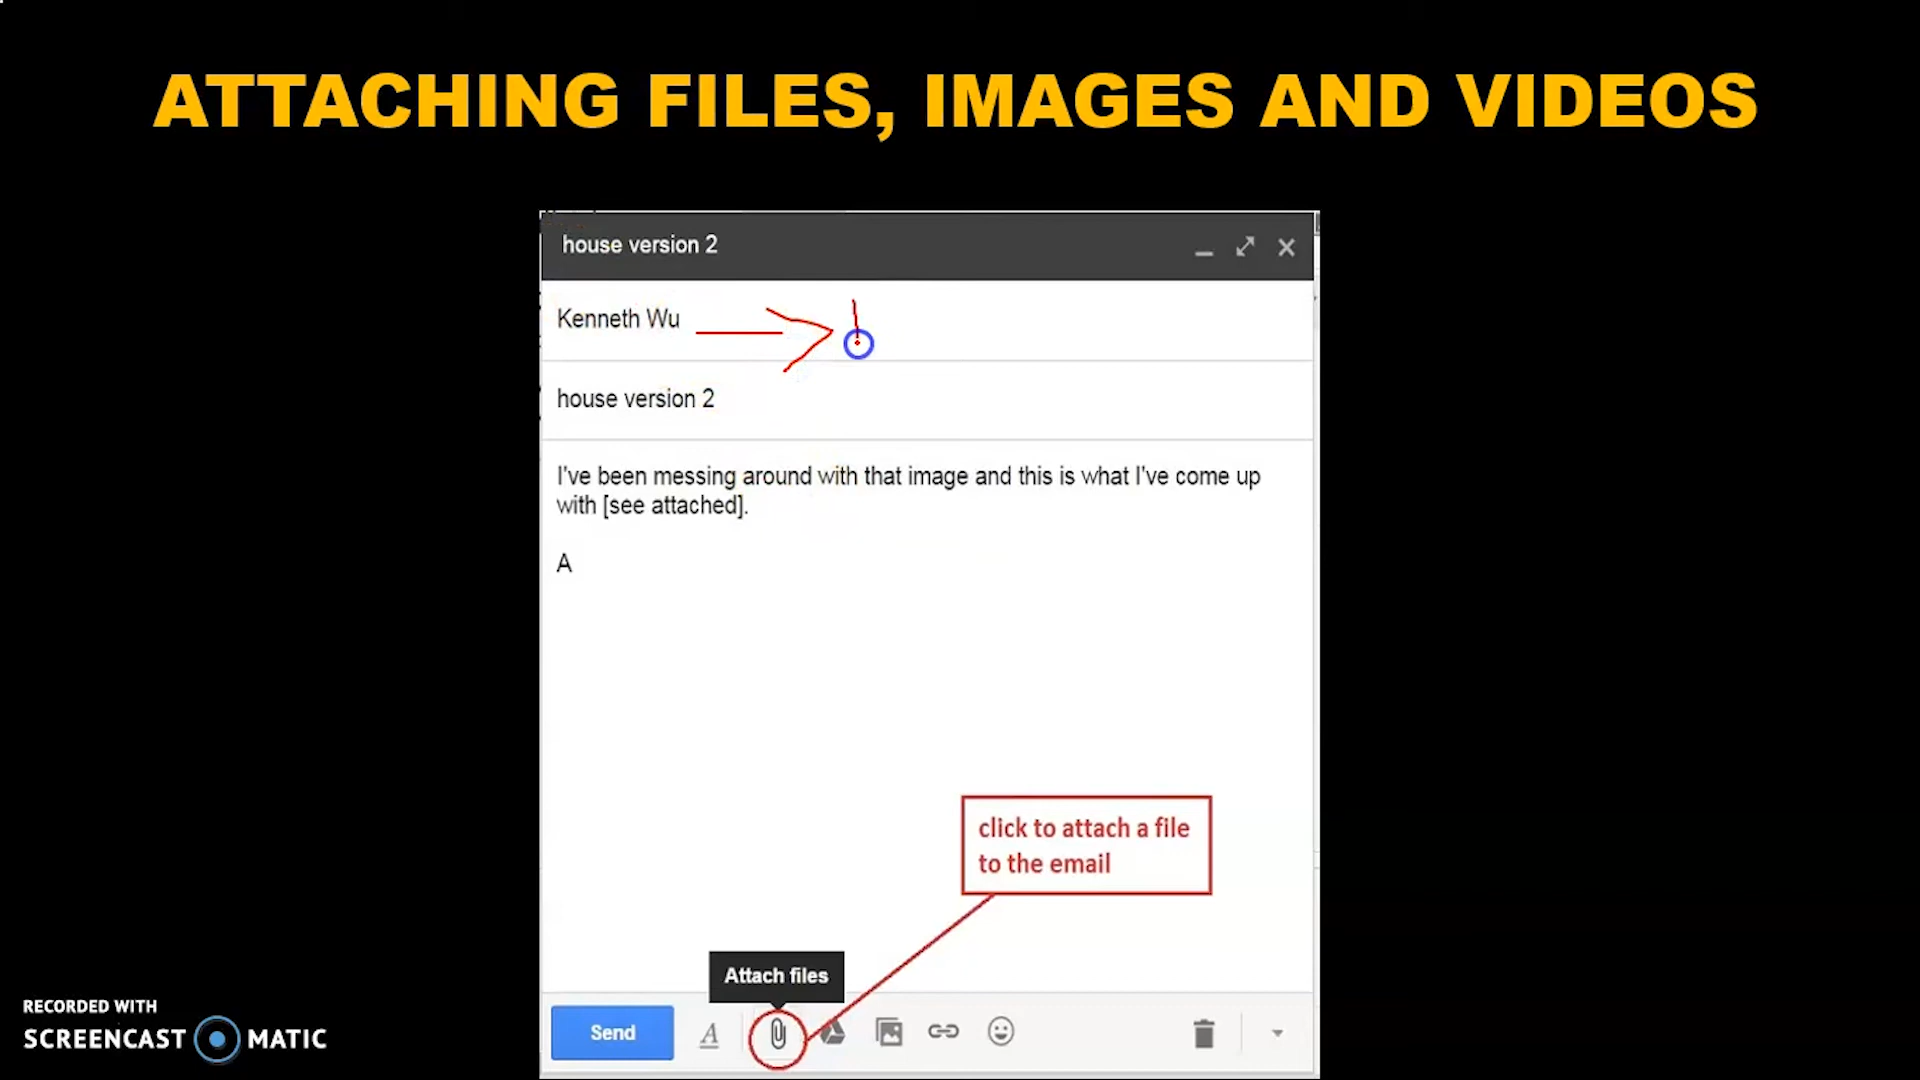 ATTACHING FILES, IMAGES AND VIDEOS
house version 2
Kenneth Wu
house version 2
I've been messing around with that image and this is what I've come up
with [see attached].
A
click to attach a file
to the email
Attach files
Send
RECORDED WITH
SCREENCAST MATIC